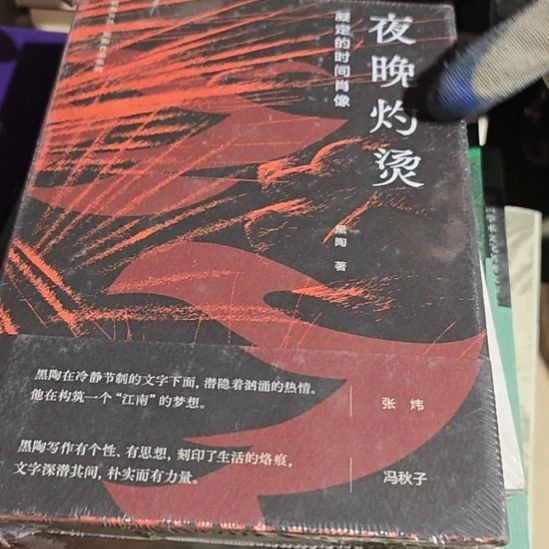 夜晚灼烫
凝定的时间肖像
黑陶 著
黑陶在冷静节制的文字下面，潜隐着汹涌的热情。
他在构筑一个“江南”的梦想。
张 炜
黑陶写作有个性、有思想，刻印了生活的烙痕，
文字深潜其间，朴实而有力量。
冯秋子